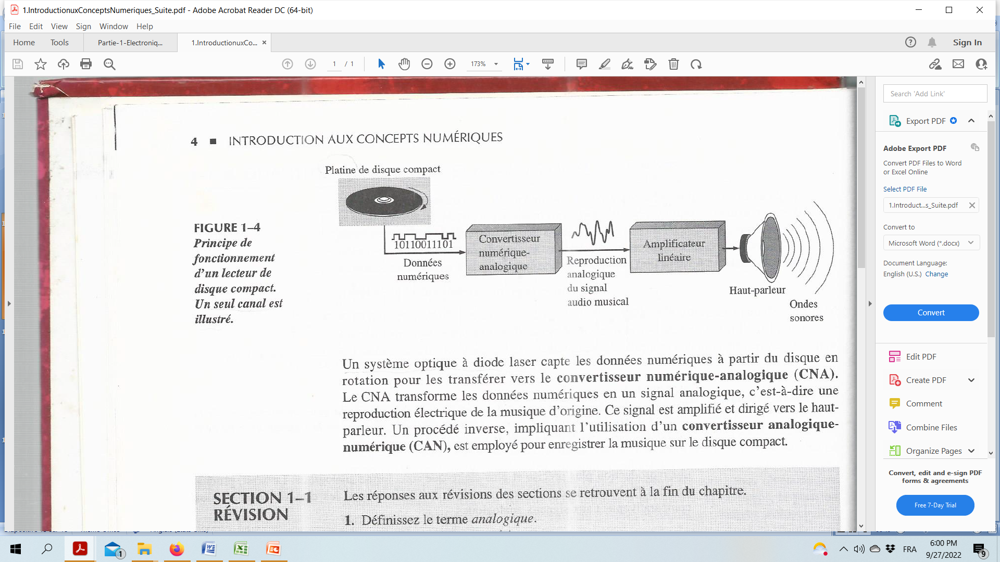 1.IntroductionuxConceptsNumeriques_Suite.pdf - Adobe Acrobat Reader DC (64-bit)
File Edit View Sign Window Help
Home Tools Partie-1-Electroniq... 1.IntroductionuxCo... × Sign In
1 / 1 173%
Search 'Add Link'
Export PDF
Adobe Export PDF
Convert PDF Files to Word
or Excel Online
Select PDF File
1.Introduct...s_Suite.pdf
Convert to
Microsoft Word (*.docx)
Document Language:
English (U.S.) Change
Convert
Edit PDF
Create PDF
Comment
Combine Files
Organize Pages
Convert, edit and e-sign PDF
forms & agreements
Free 7-Day Trial
4 ■ INTRODUCTION AUX CONCEPTS NUMÉRIQUES
Platine de disque compact
FIGURE 1–4
Principe de
fonctionnement
d'un lecteur de
disque compact.
Un seul canal est
illustré.
10110011101
Données
numériques
Convertisseur
numérique-
analogique
Reproduction
analogique
du signal
audio musical
Amplificateur
linéaire
Haut-parleur
Ondes
sonores
Un système optique à diode laser capte les données numériques à partir du disque en
rotation pour les transférer vers le convertisseur numérique-analogique (CNA).
Le CNA transforme les données numériques en un signal analogique, c'est-à-dire une
reproduction électrique de la musique d'origine. Ce signal est amplifié et dirigé vers le haut-
parleur. Un procédé inverse, impliquant l'utilisation d'un convertisseur analogique-
numérique (CAN), est employé pour enregistrer la musique sur le disque compact.
SECTION 1–1
RÉVISION
Les réponses aux révisions des sections se retrouvent à la fin du chapitre.
1. Définissez le terme analogique.
1
FRA
6:00 PM
9/27/2022
9